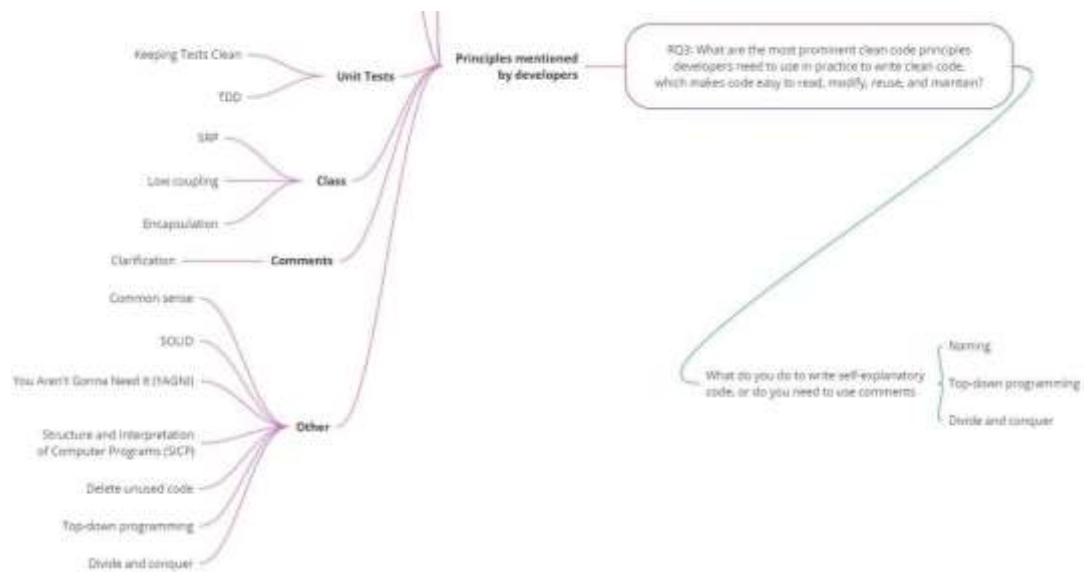 Keeping Tests Clean
Unit Tests
TDD
Principles mentioned
by developers
RQ3: What are the most prominent clean code principles
developers need to use in practice to write clean code,
which makes code easy to read, modify, reuse, and maintain?
SRP
Low coupling
Class
Encapsulation
Clarification
Comments
Common sense
SOLID
You Aren't Gonna Need It (YAGNI)
Other
Structure and Interpretation
of Computer Programs (SICP)
Delete unused code
Top-down programming
Divide and conquer
What do you do to write self-explanatory
code, or do you need to use comments
Naming
Top-down programming
Divide and conquer